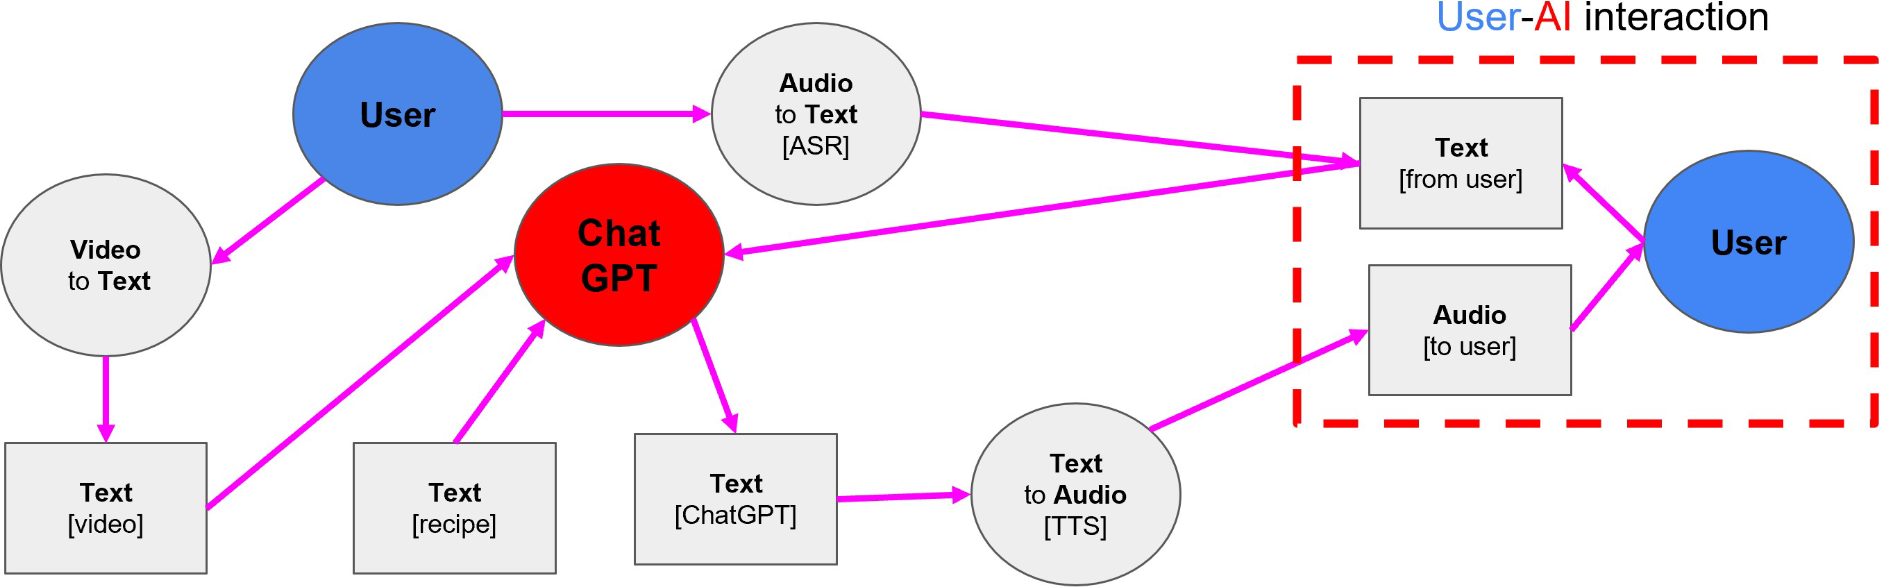 User-AI interaction
User
Audio
to Text
[ASR]
Text
[from user]
Chat
GPT
User
Video
to Text
Audio
[to user]
Text
[video]
Text
[recipe]
Text
[ChatGPT]
Text
to Audio
[TTS]